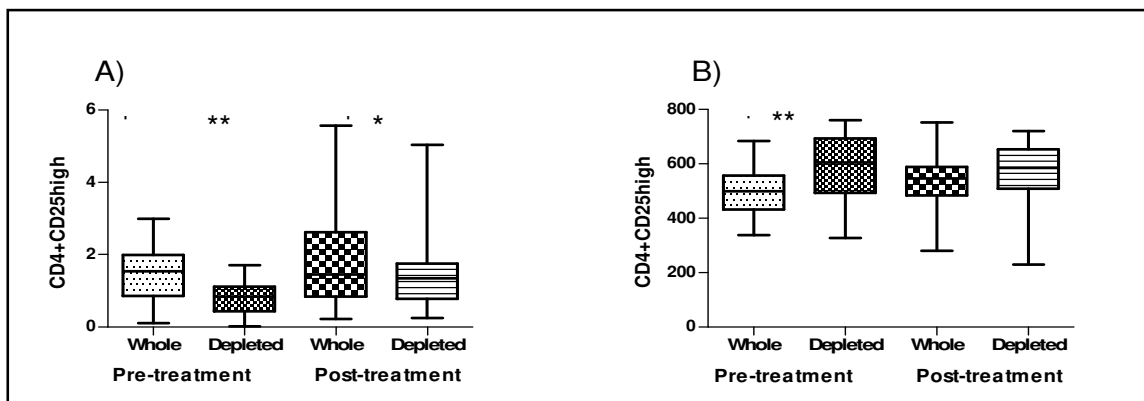 A)
6
4
2
0
CD4+CD25high
** *
Whole Depleted Whole Depleted
Pre-treatment Post-treatment
B)
800
600
400
200
0
CD4+CD25high
**
Whole Depleted Whole Depleted
Pre-treatment Post-treatment